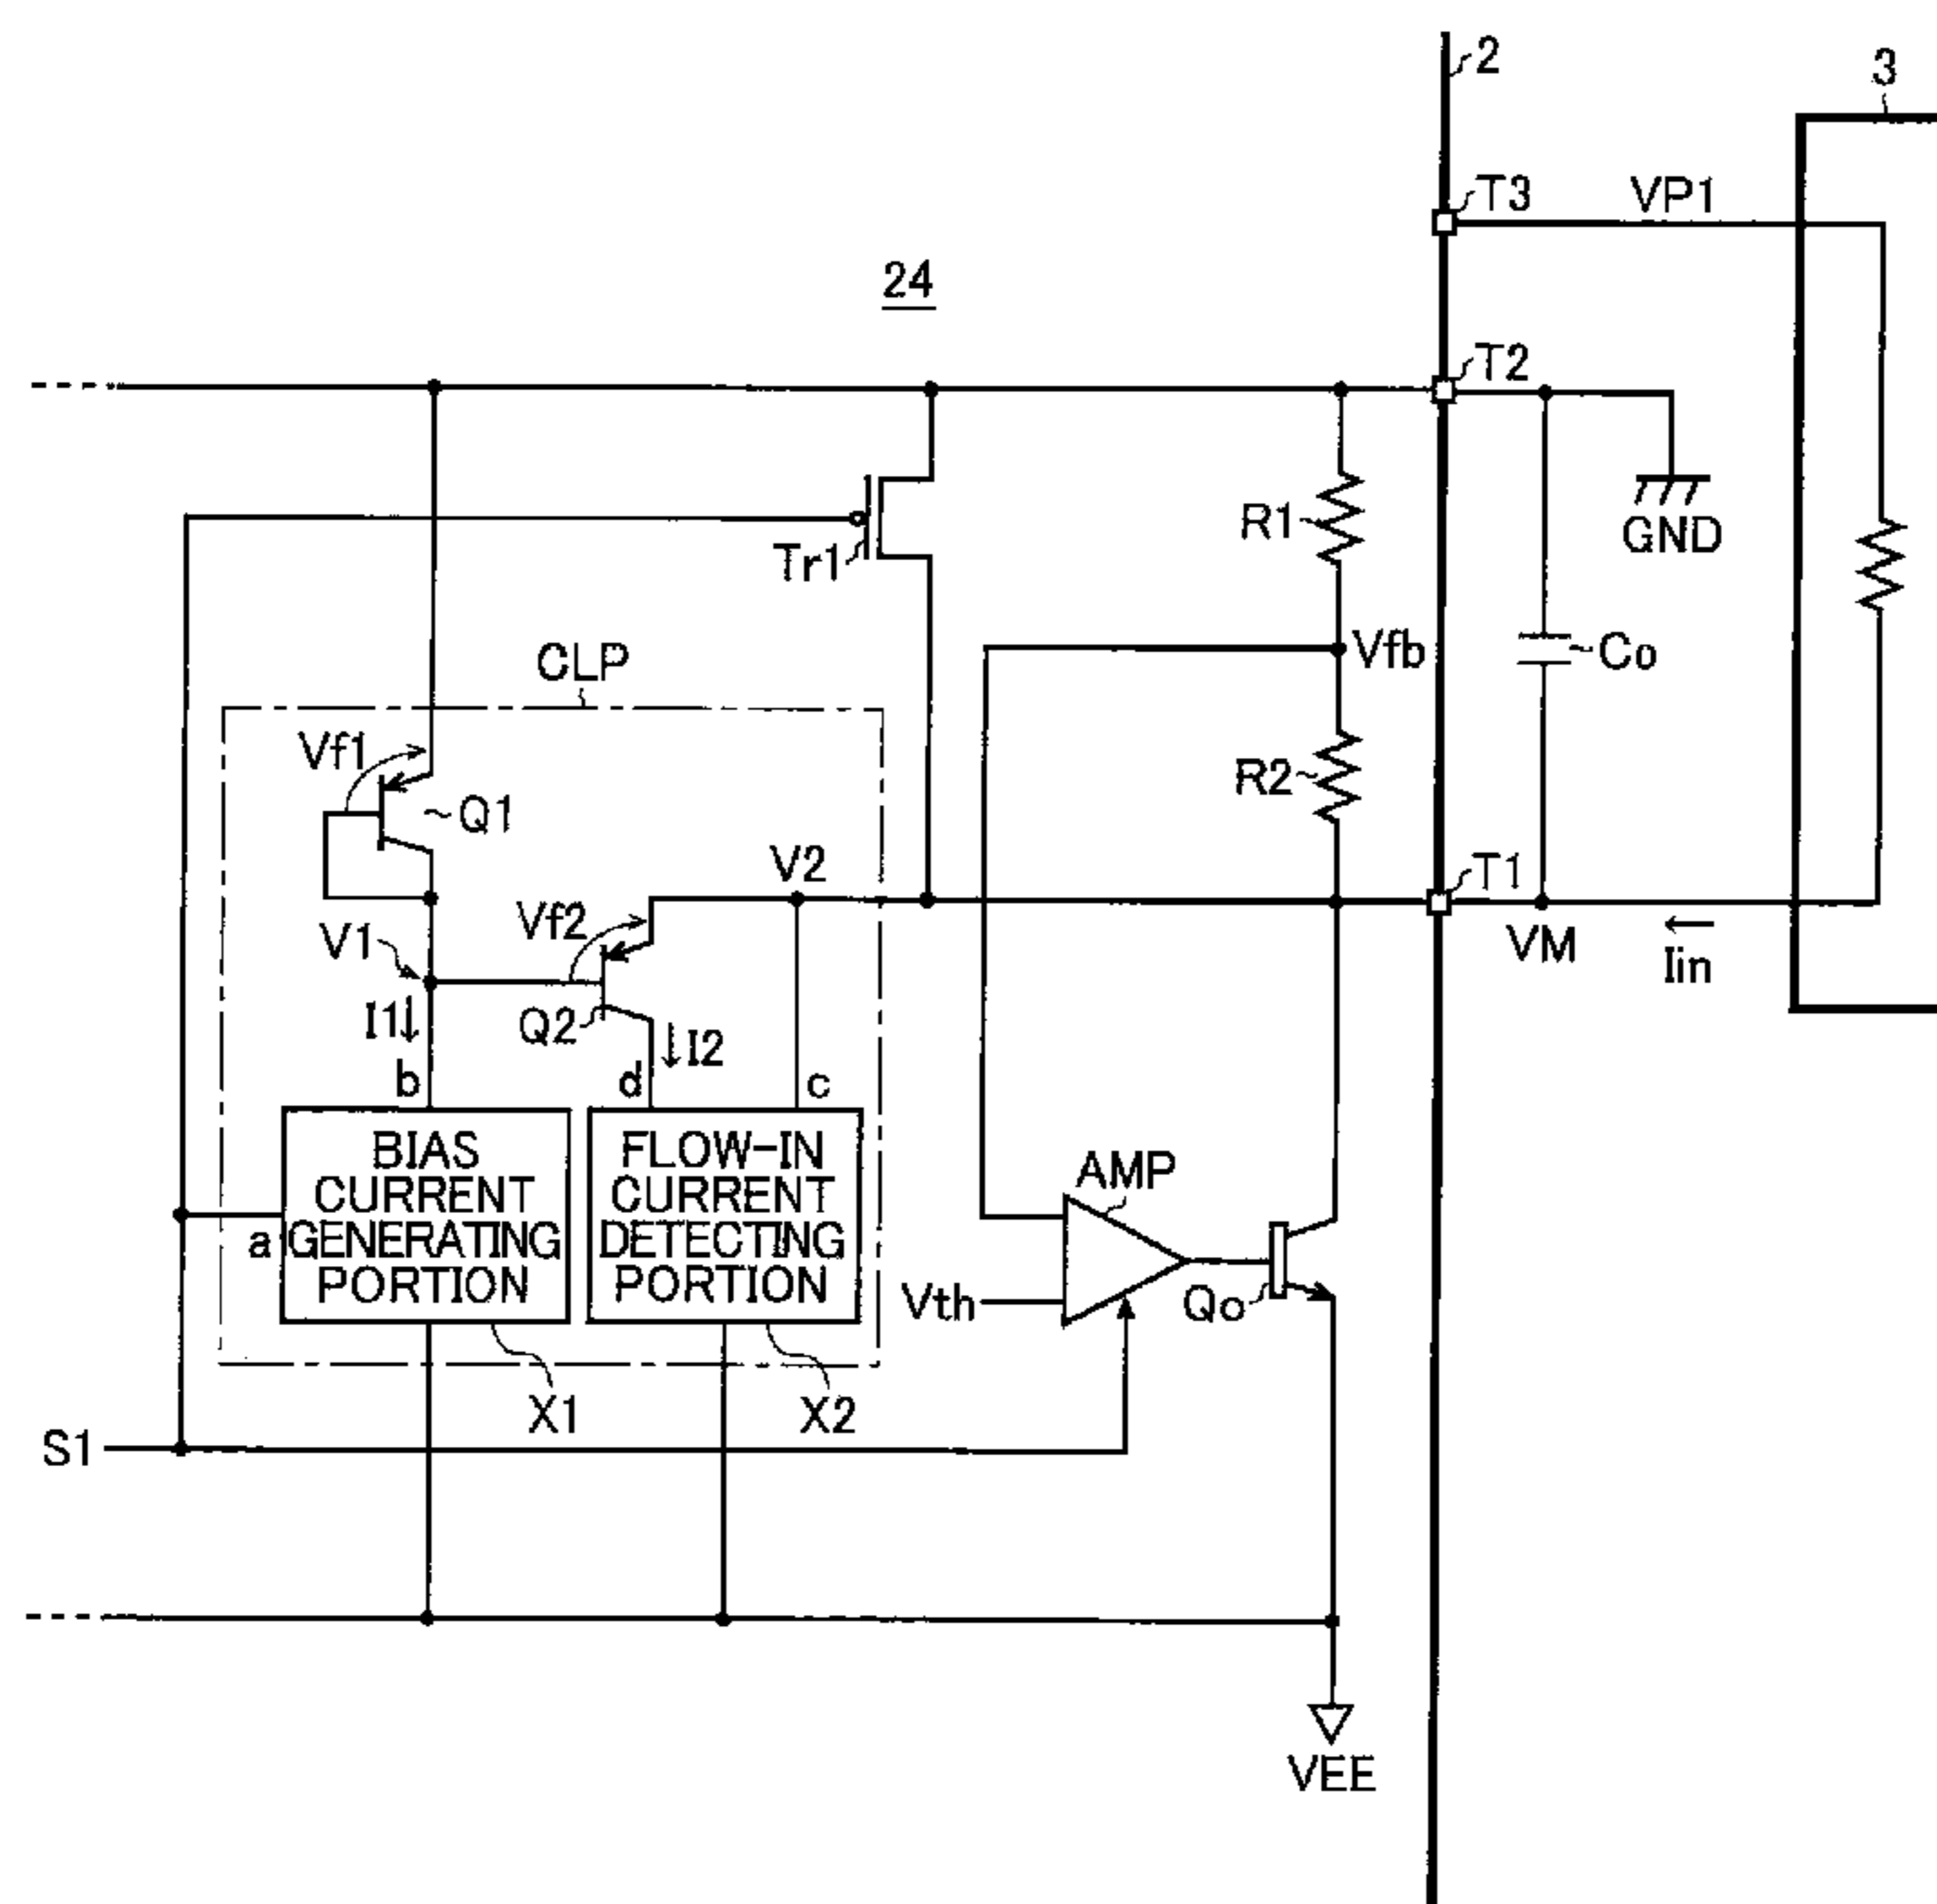 2
3
T3
VP1
24
T2
R1
GND
Tr1
CLP
Vfb
Co
Vf1
R2
Q1
V2
T1
Vf2
V1
VM
Iin
I1
Q2
I2
b
d
c
BIAS
CURRENT
GENERATING
PORTION
FLOW-IN
CURRENT
DETECTING
PORTION
AMP
a
Vth
Qo
X1
X2
S1
VEE